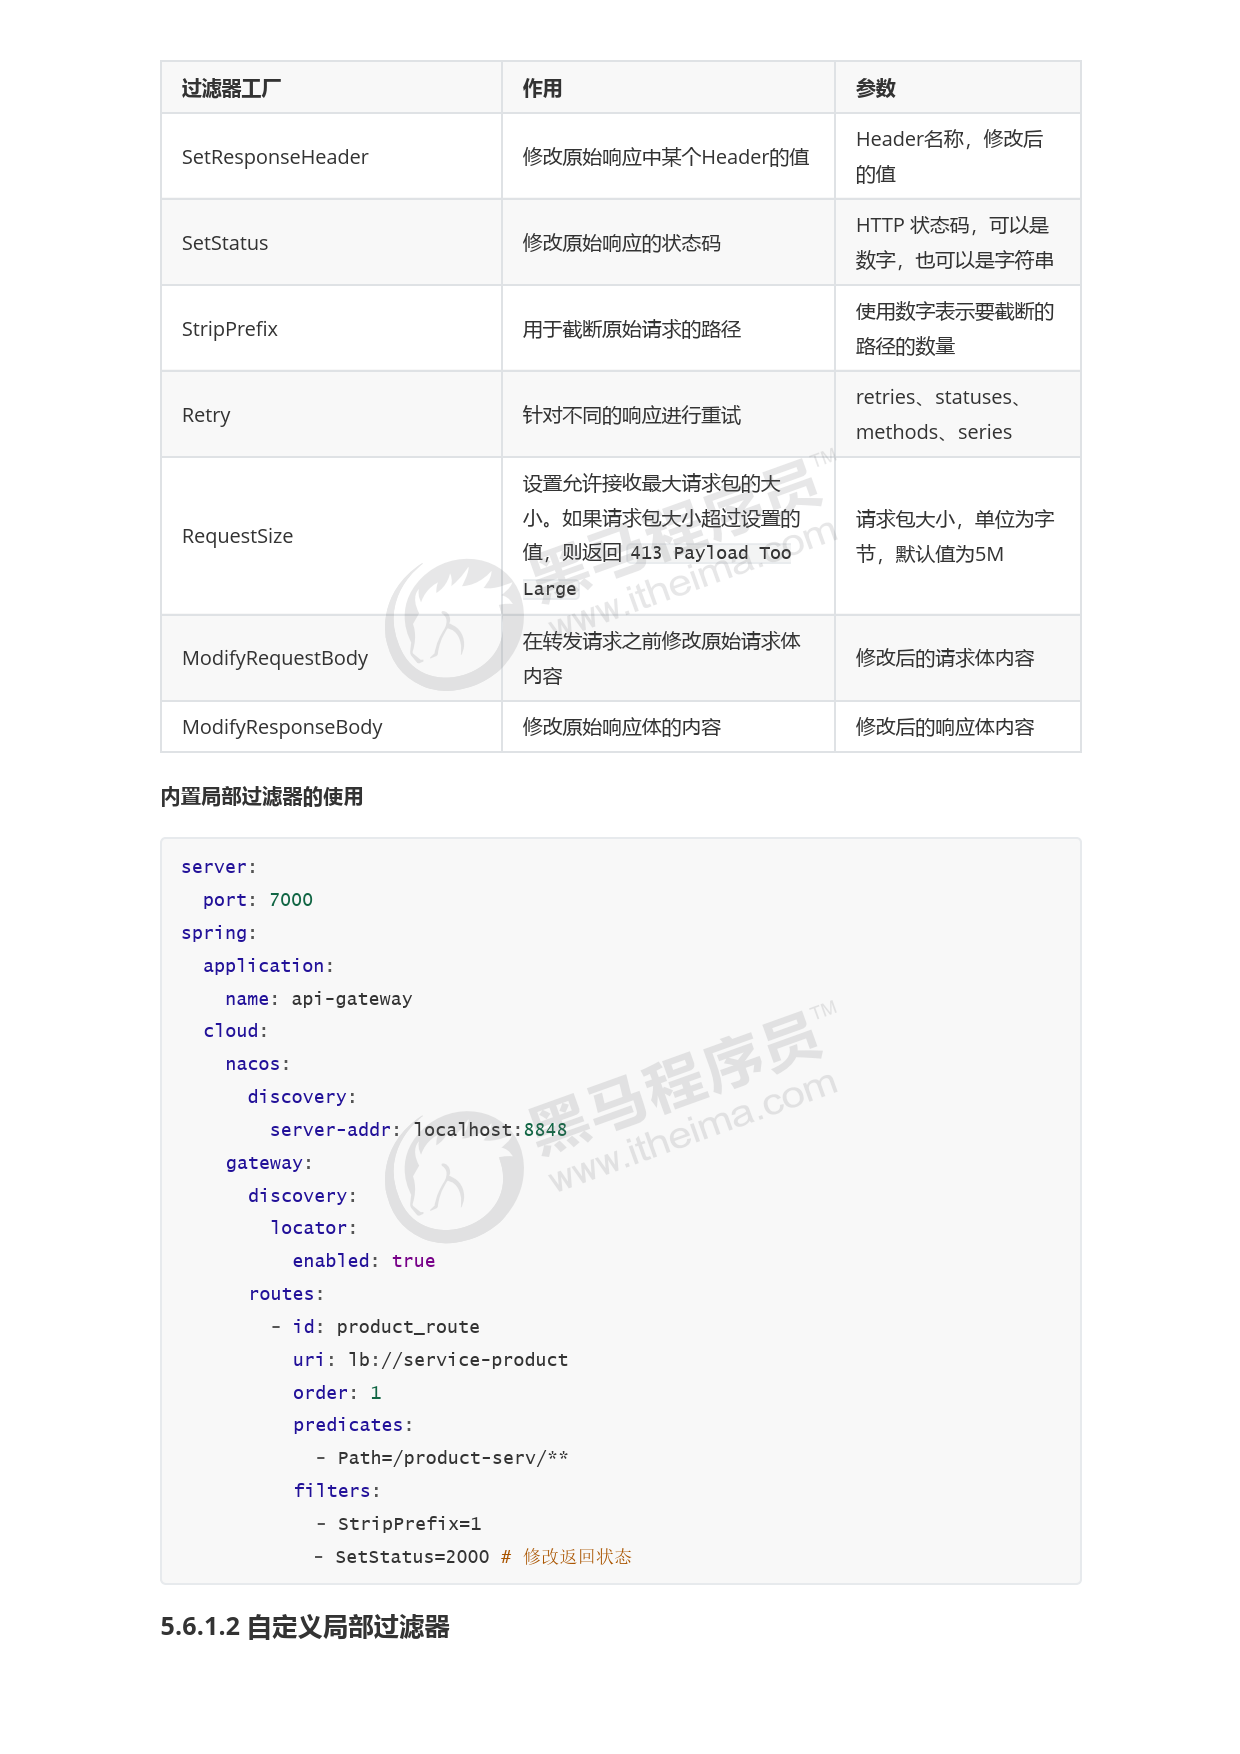 过滤器工厂 作用 参数
SetResponseHeader 修改原始响应中某个Header的值 Header名称，修改后
的值
SetStatus 修改原始响应的状态码 HTTP 状态码，可以是
数字，也可以是字符串
StripPrefix 用于截断原始请求的路径 使用数字表示要截断的
路径的数量
Retry 针对不同的响应进行重试 retries、statuses、
methods、series
RequestSize 设置允许接收最大请求包的大
小。如果请求包大小超过设置的
值，则返回 413 Payload Too
Large
请求包大小，单位为字
节，默认值为5M
ModifyRequestBody 在转发请求之前修改原始请求体
内容
修改后的请求体内容
ModifyResponseBody 修改原始响应体的内容 修改后的响应体内容
黑马程序员™
www.itheima.com
内置局部过滤器的使用
server:
  port: 7000
spring:
  application:
    name: api-gateway
  cloud:
    nacos:
      discovery:
        server-addr: localhost:8848
    gateway:
      discovery:
        locator:
          enabled: true
      routes:
        - id: product_route
          uri: lb://service-product
          order: 1
          predicates:
            - Path=/product-serv/**
          filters:
            - StripPrefix=1
            - SetStatus=2000 # 修改返回状态
黑马程序员™
www.itheima.com
5.6.1.2 自定义局部过滤器